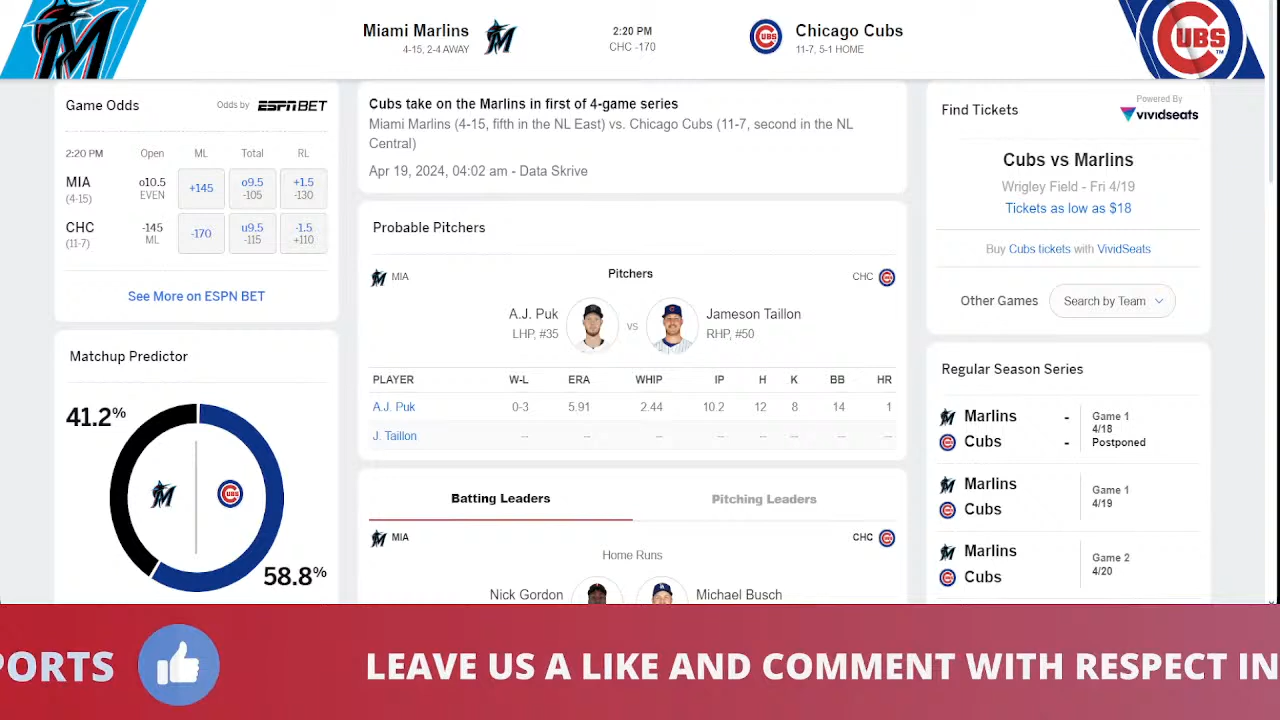 Miami Marlins
4-15, 2-4 AWAY
2:20 PM
CHC -170
Chicago Cubs
11-7, 5-1 HOME
CUBS
Game Odds
Odds by ESPN BET
2:20 PM Open ML Total RL
MIA o10.5 +145 o9.5 +1.5
(4-15) EVEN -105 -130
CHC -145 -170 u9.5 -1.5
(11-7) ML -115 +110
See More on ESPN BET
Matchup Predictor
41.2%
58.8%
Cubs take on the Marlins in first of 4-game series
Miami Marlins (4-15, fifth in the NL East) vs. Chicago Cubs (11-7, second in the NL
Central)
Apr 19, 2024, 04:02 am - Data Skrive
Probable Pitchers
MIA Pitchers CHC
A.J. Puk vs Jameson Taillon
LHP, #35 RHP, #50
PLAYER W-L ERA WHIP IP H K BB HR
A.J. Puk 0-3 5.91 2.44 10.2 12 8 14 1
J. Taillon -- -- -- -- -- -- -- --
Batting Leaders Pitching Leaders
MIA CHC
Home Runs
Nick Gordon Michael Busch
Find Tickets
Powered By
vividseats
Cubs vs Marlins
Wrigley Field - Fri 4/19
Tickets as low as $18
Buy Cubs tickets with VividSeats
Other Games Search by Team
Regular Season Series
Marlins - Game 1
4/18
Cubs - Postponed
Marlins Game 1
Cubs 4/19
Marlins Game 2
Cubs 4/20
PORTS LEAVE US A LIKE AND COMMENT WITH RESPECT IN